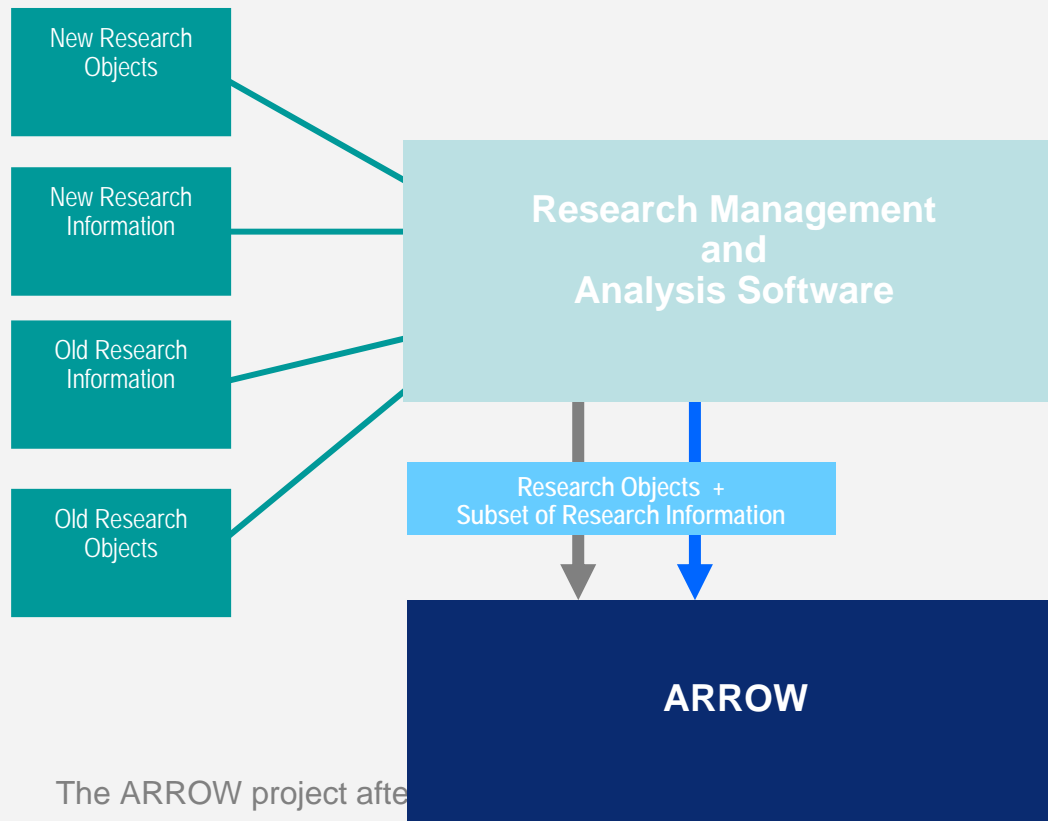 New Research
Objects
New Research
Information
Old Research
Information
Old Research
Objects
Research Management
and
Analysis Software
Research Objects +
Subset of Research Information
ARROW
The ARROW project